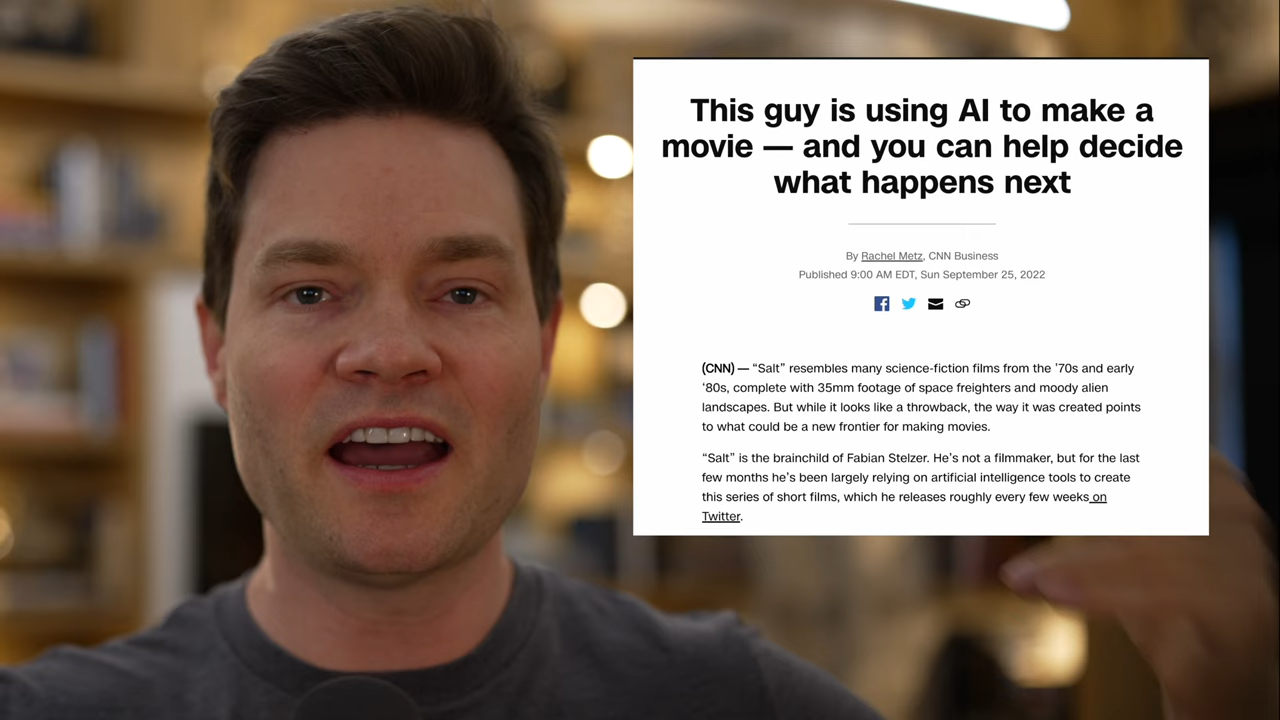 This guy is using AI to make a
movie — and you can help decide
what happens next
By Rachel Metz, CNN Business
Published 9:00 AM EDT, Sun September 25, 2022
(CNN) — “Salt” resembles many science-fiction films from the ’70s and early
‘80s, complete with 35mm footage of space freighters and moody alien
landscapes. But while it looks like a throwback, the way it was created points
to what could be a new frontier for making movies.
“Salt” is the brainchild of Fabian Stelzer. He’s not a filmmaker, but for the last
few months he’s been largely relying on artificial intelligence tools to create
this series of short films, which he releases roughly every few weeks on
Twitter.